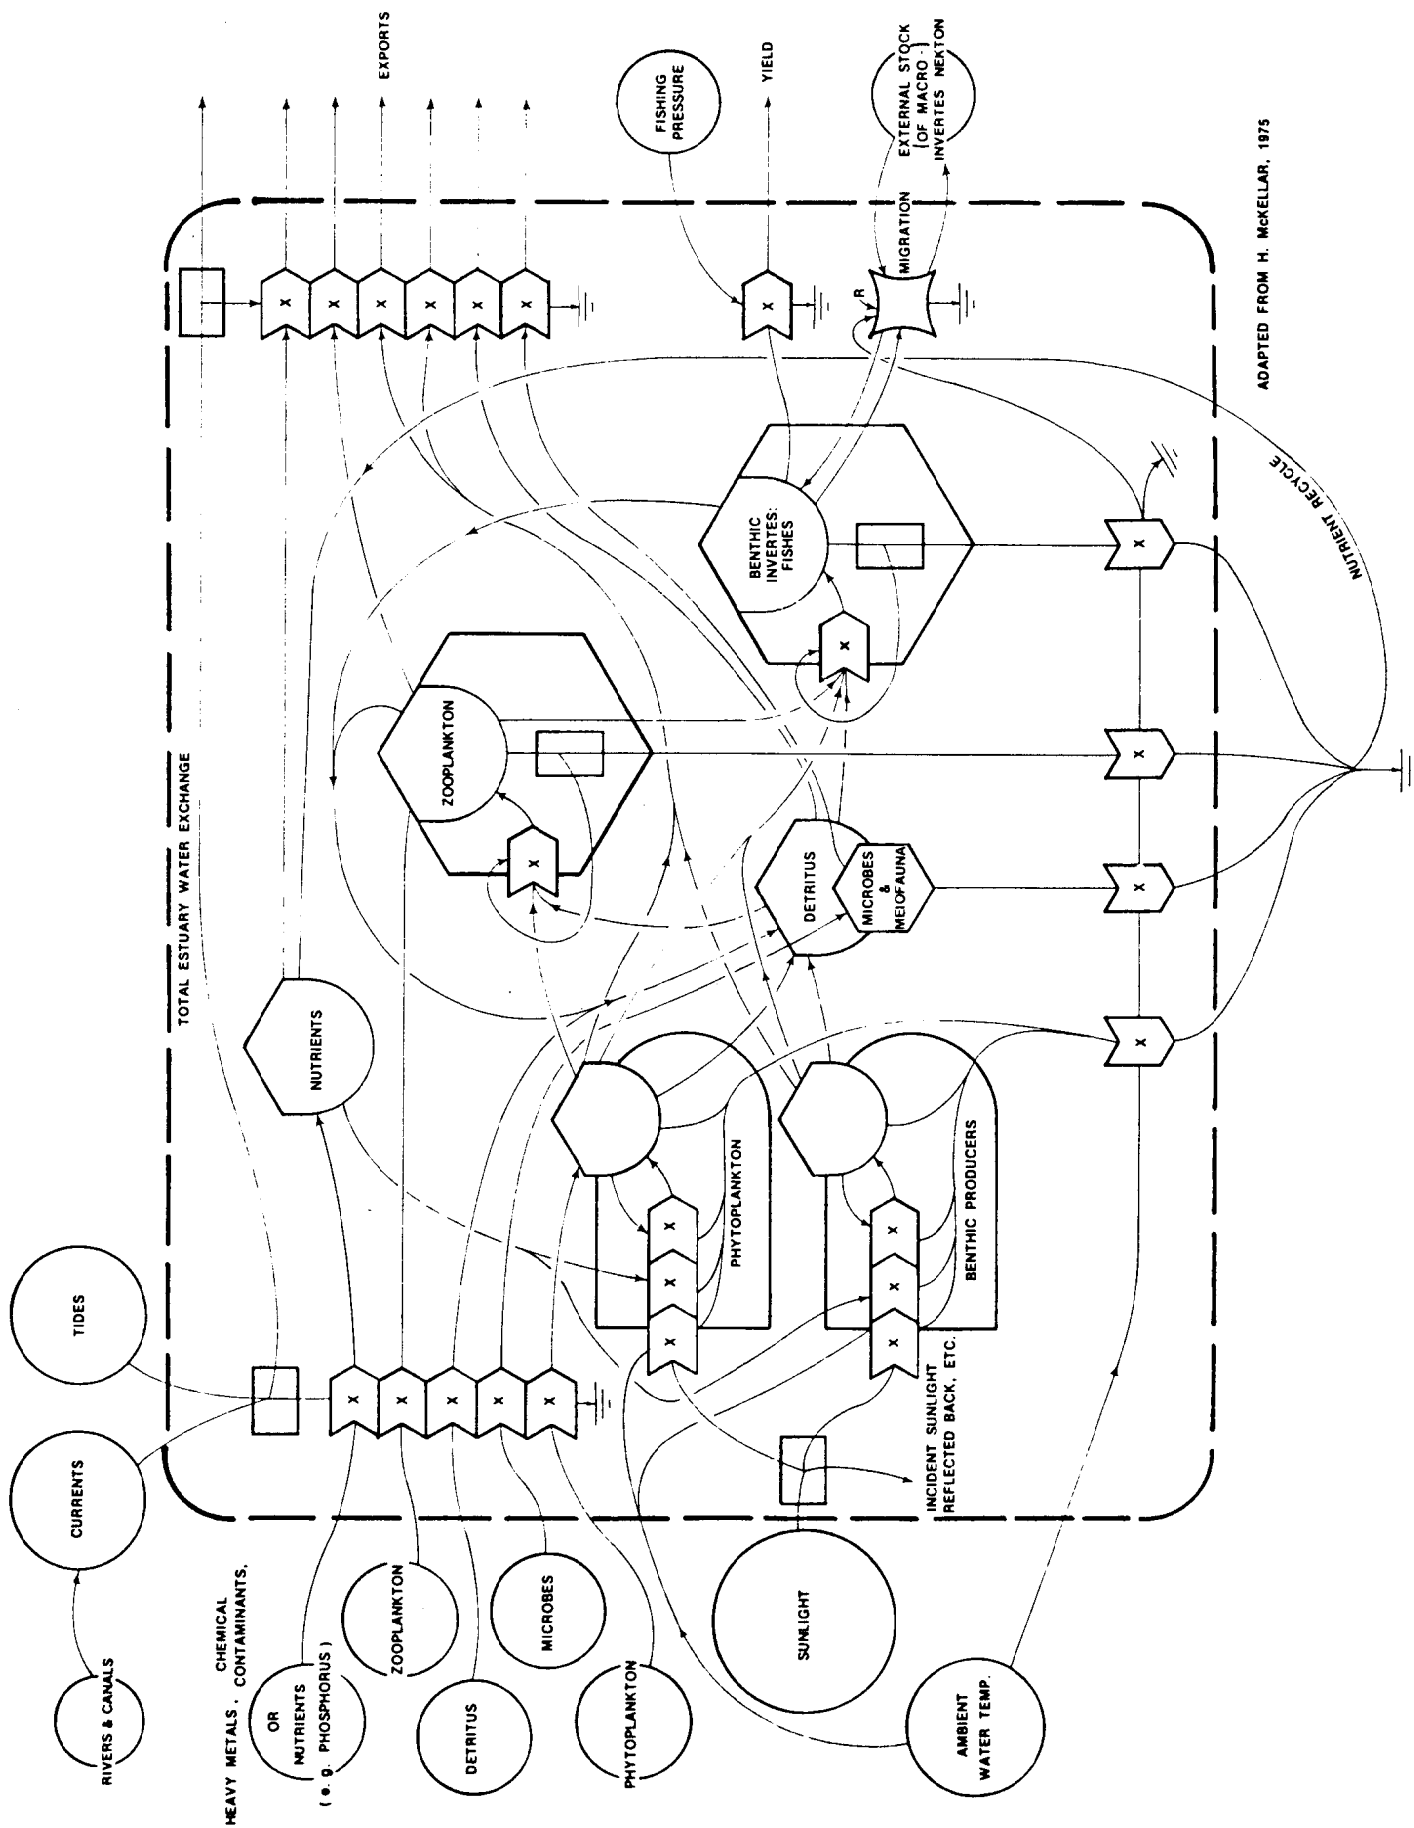 RIVERS & CANALS
CURRENTS
TIDES
HEAVY METALS, CHEMICAL
CONTAMINANTS,
OR
NUTRIENTS
(e.g. PHOSPHORUS)
ZOOPLANKTON
DETRITUS
MICROBES
PHYTOPLANKTON
SUNLIGHT
AMBIENT
WATER TEMP.
TOTAL ESTUARY WATER EXCHANGE
X
X
X
X
X
INCIDENT SUNLIGHT
REFLECTED BACK, ETC.
NUTRIENTS
X
X
X
PHYTOPLANKTON
X
X
X
BENTHIC PRODUCERS
ZOOPLANKTON
X
DETRITUS
MICROBES
&
MEIOFAUNA
BENTHIC
INVERTES:
FISHES
X
X
X
X
X
NUTRIENT RECYCLE
X
X
X
X
X
X
EXPORTS
X
FISHING
PRESSURE
YIELD
R
MIGRATION
EXTERNAL STOCK
(OF MACRO-
INVERTES NEKTON
ADAPTED FROM H. McKELLAR, 1975